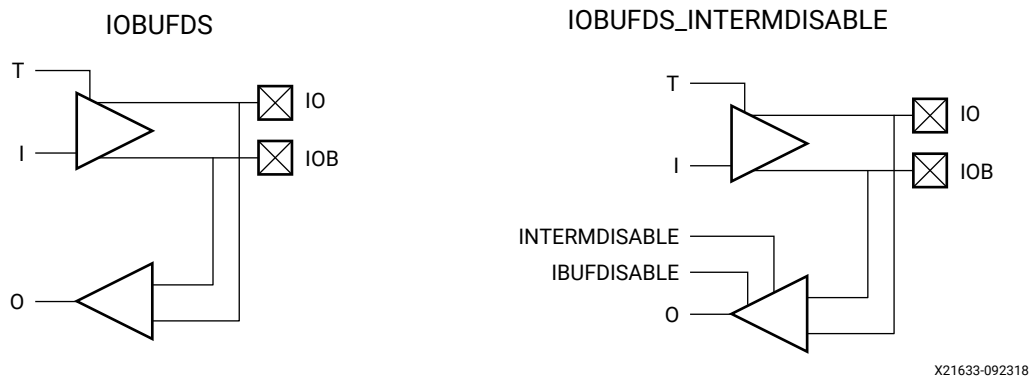 IOBUFDS
T
IO
I
IOB
O
IOBUFDS_INTERMDISABLE
T
IO
I
IOB
INTERMDISABLE
IBUFDISABLE
O
X21633-092318